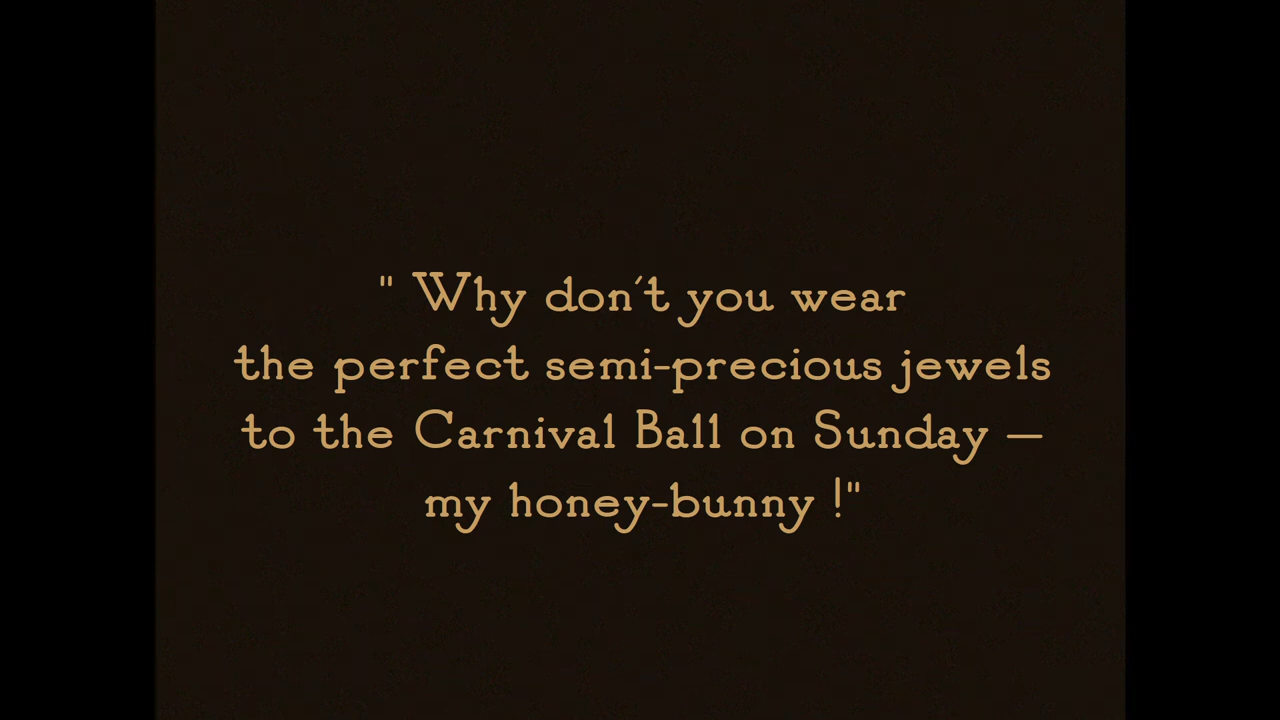 " Why don´t you wear
the perfect semi-precious jewels
to the Carnival Ball on Sunday —
my honey-bunny !"